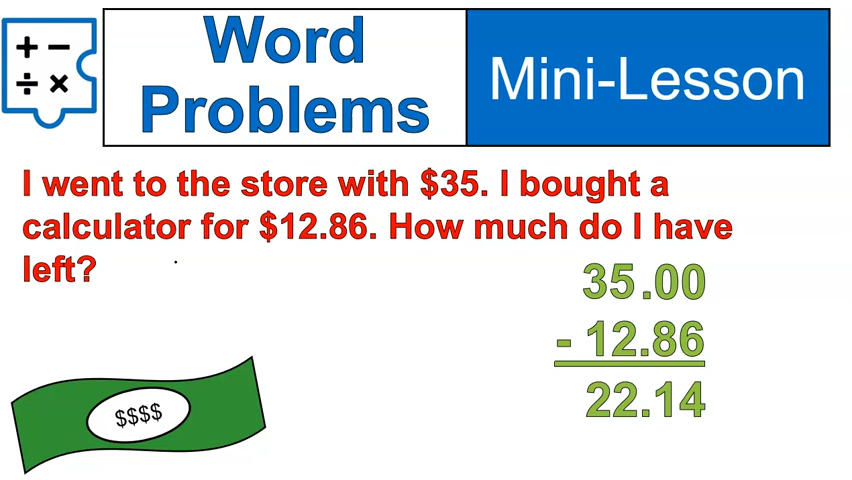 + −
÷ ×
Word
Problems
Mini-Lesson
I went to the store with $35. I bought a
calculator for $12.86. How much do I have
left?
35.00
- 12.86
22.14
$$$$